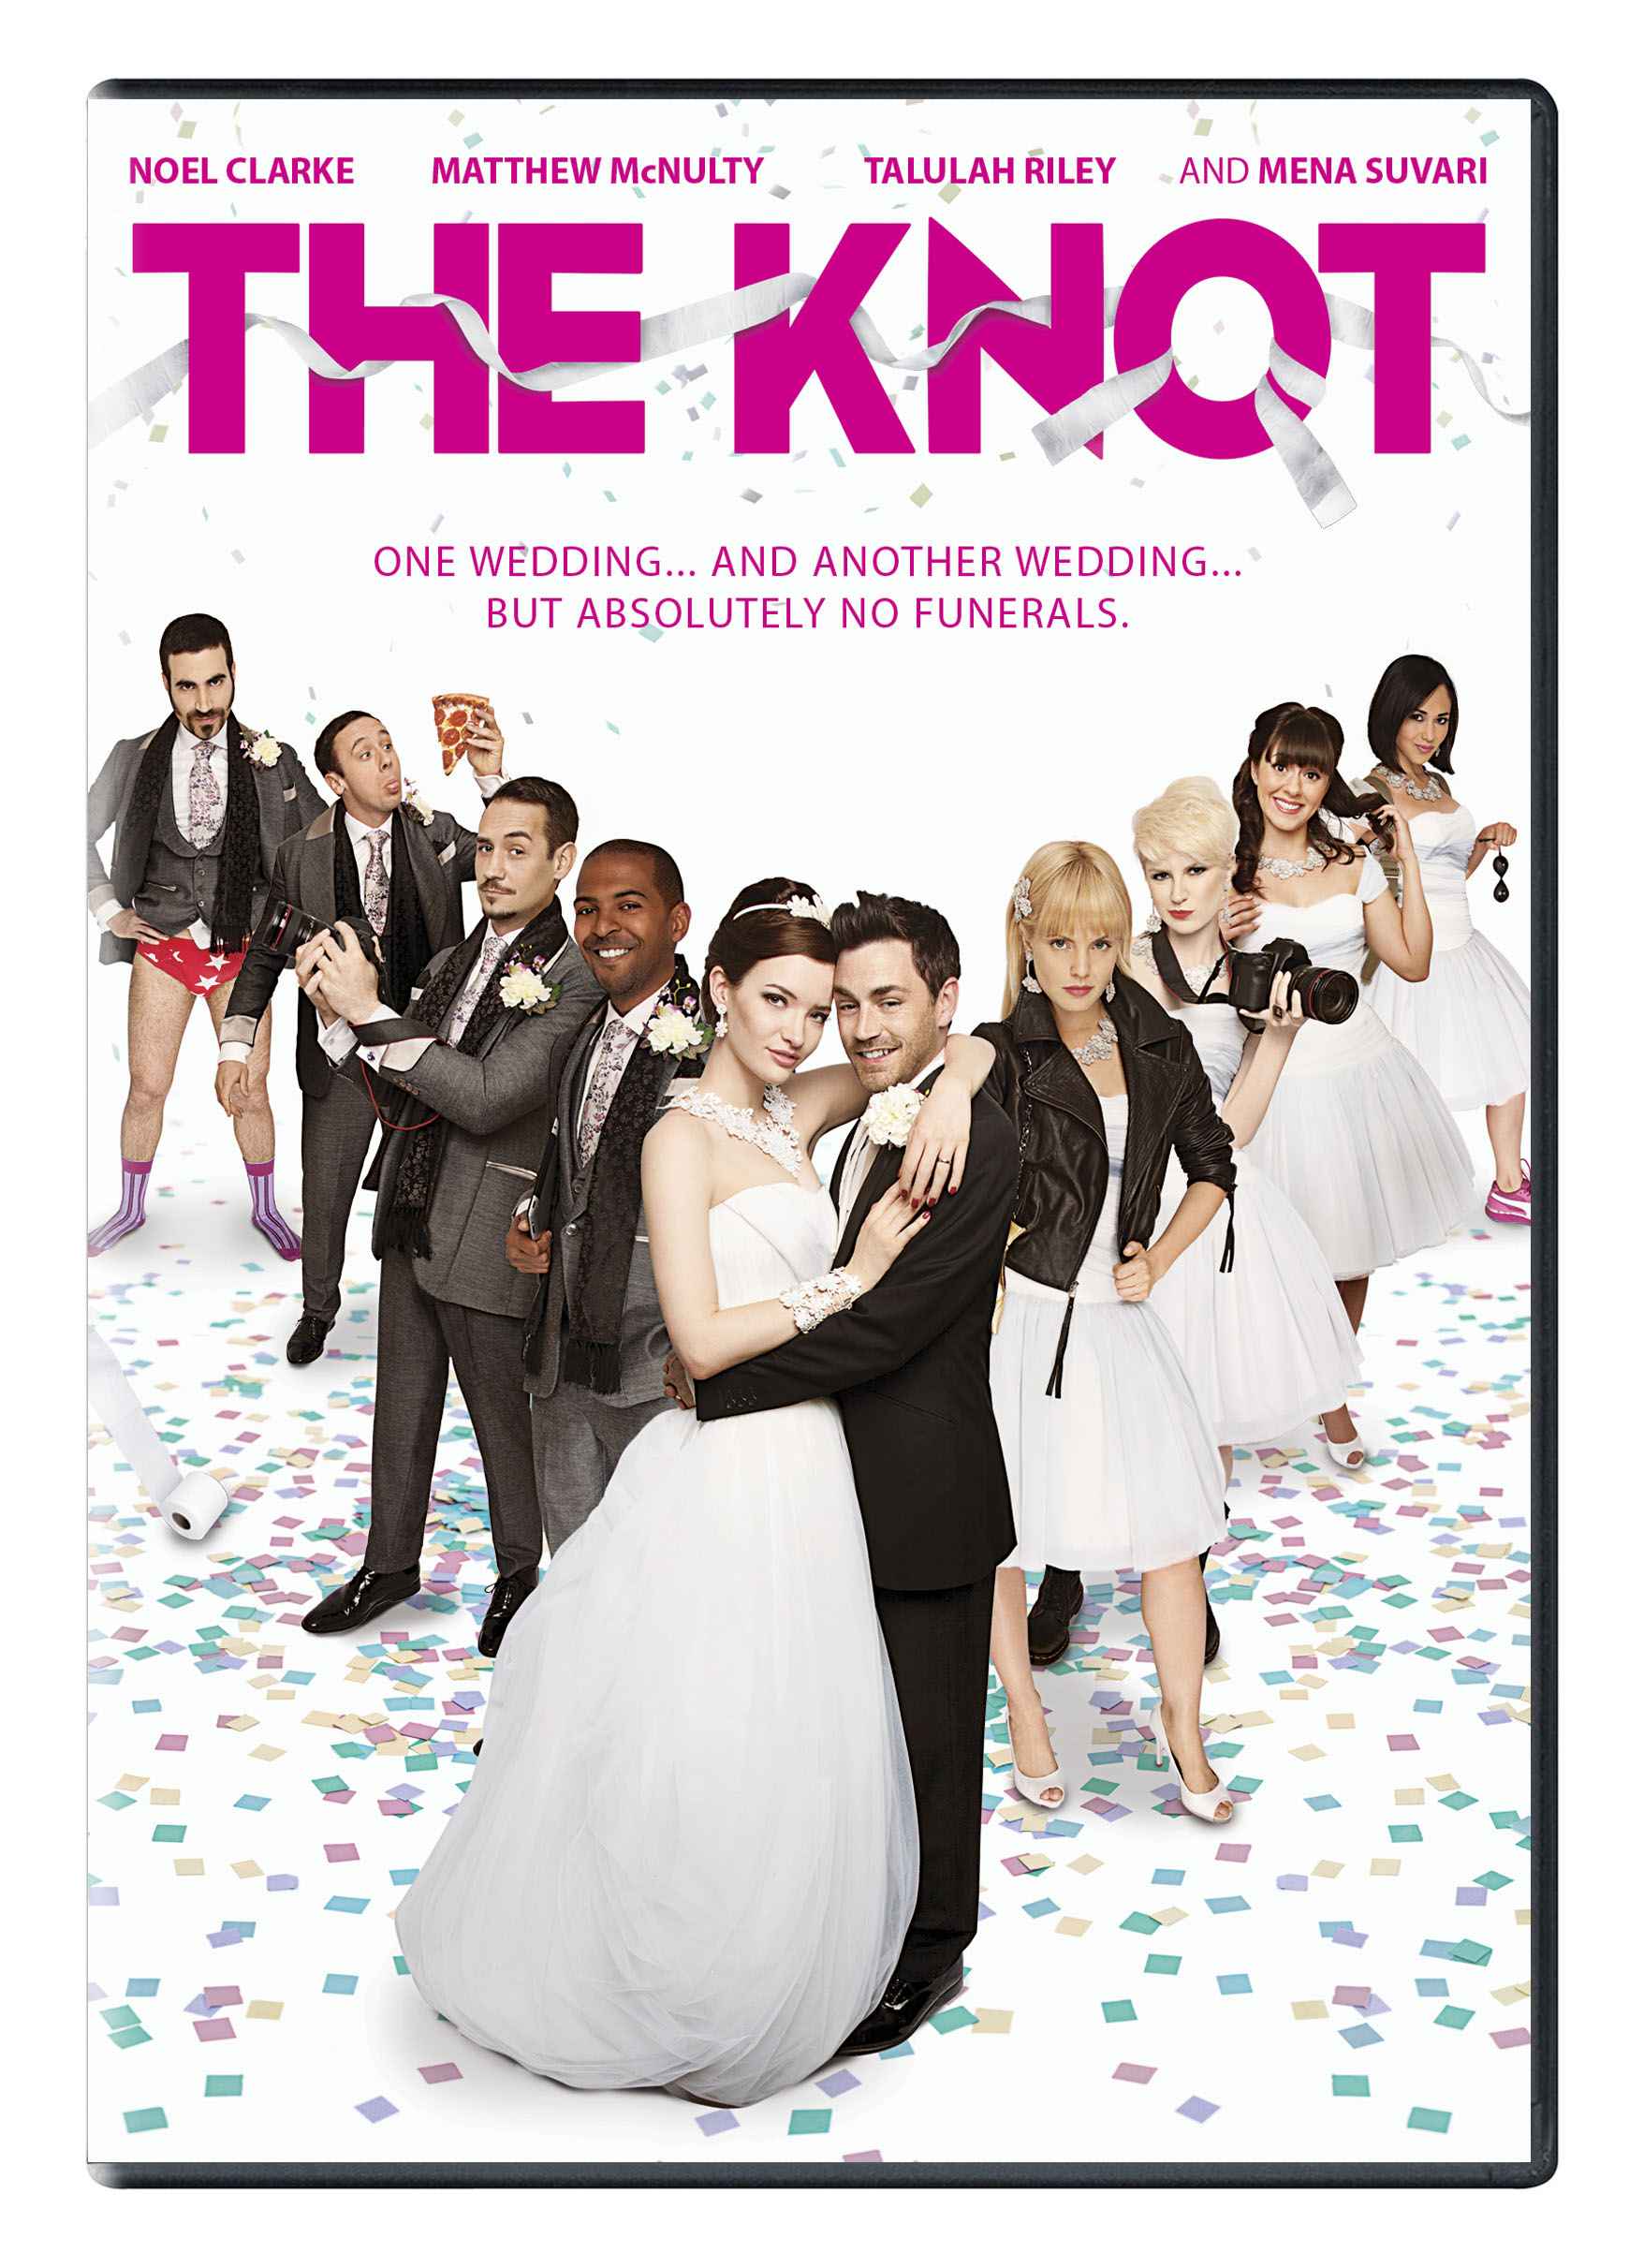 NOEL CLARKE MATTHEW McNULTY TALULAH RILEY AND MENA SUVARI
THE KNOT
ONE WEDDING... AND ANOTHER WEDDING...
BUT ABSOLUTELY NO FUNERALS.